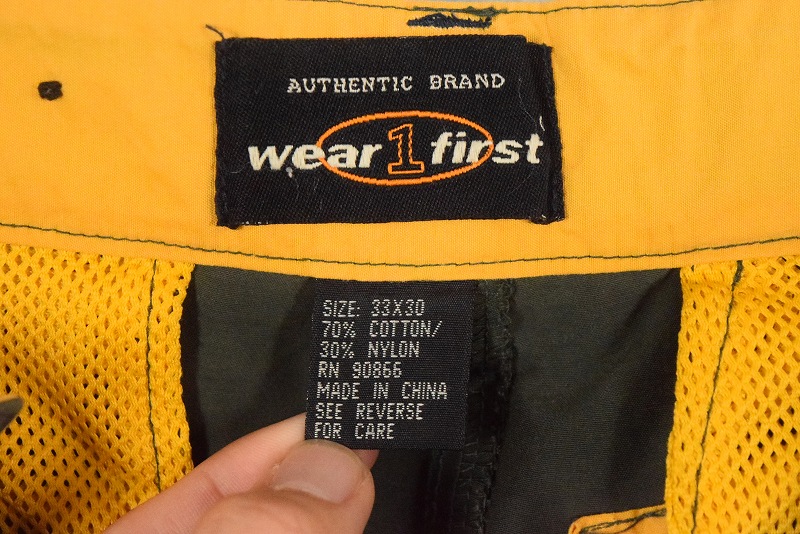 AUTHENTIC BRAND
wear 1 first
SIZE: 33X30
70% COTTON/
30% NYLON
RN 90866
MADE IN CHINA
SEE REVERSE
FOR CARE